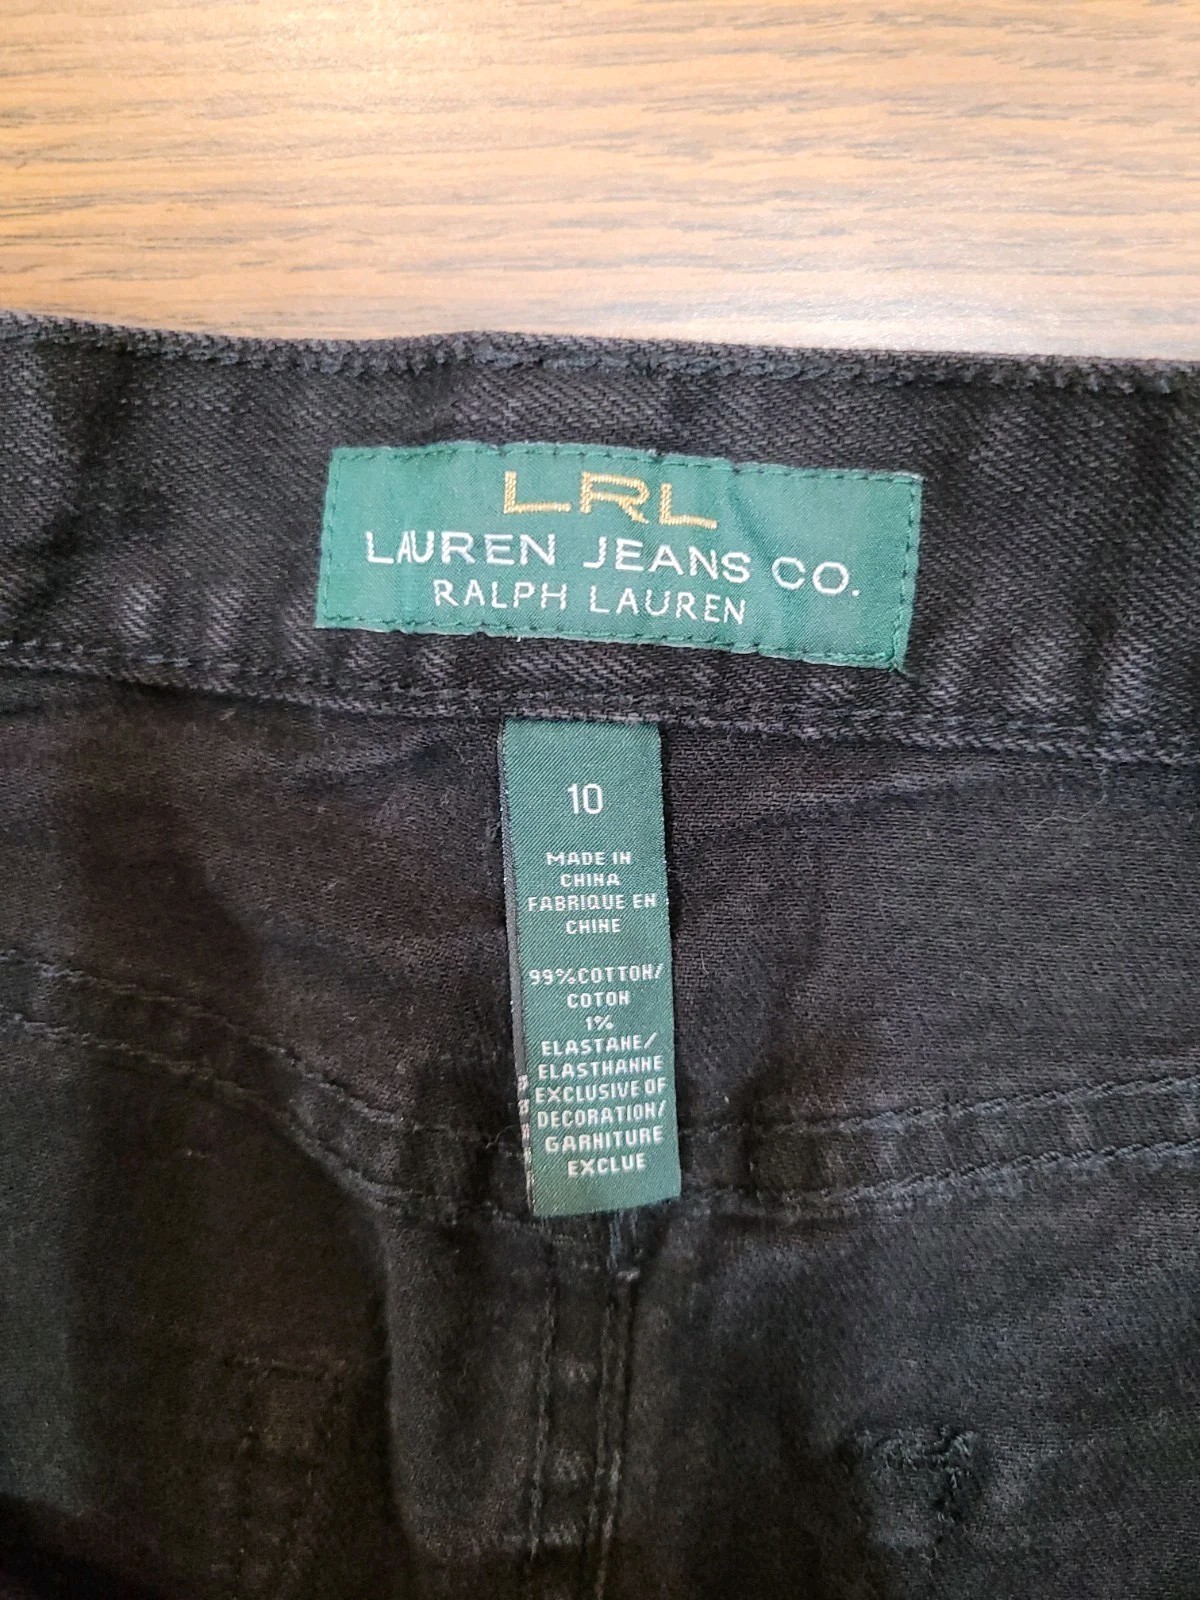 LRL
LAUREN JEANS CO.
RALPH LAUREN
10
MADE IN
CHINA
FABRIQUE EN
CHINE
99%COTTON/
COTON
1%
ELASTANE/
ELASTHANNE
EXCLUSIVE OF
DECORATION/
GARNITURE
EXCLUE